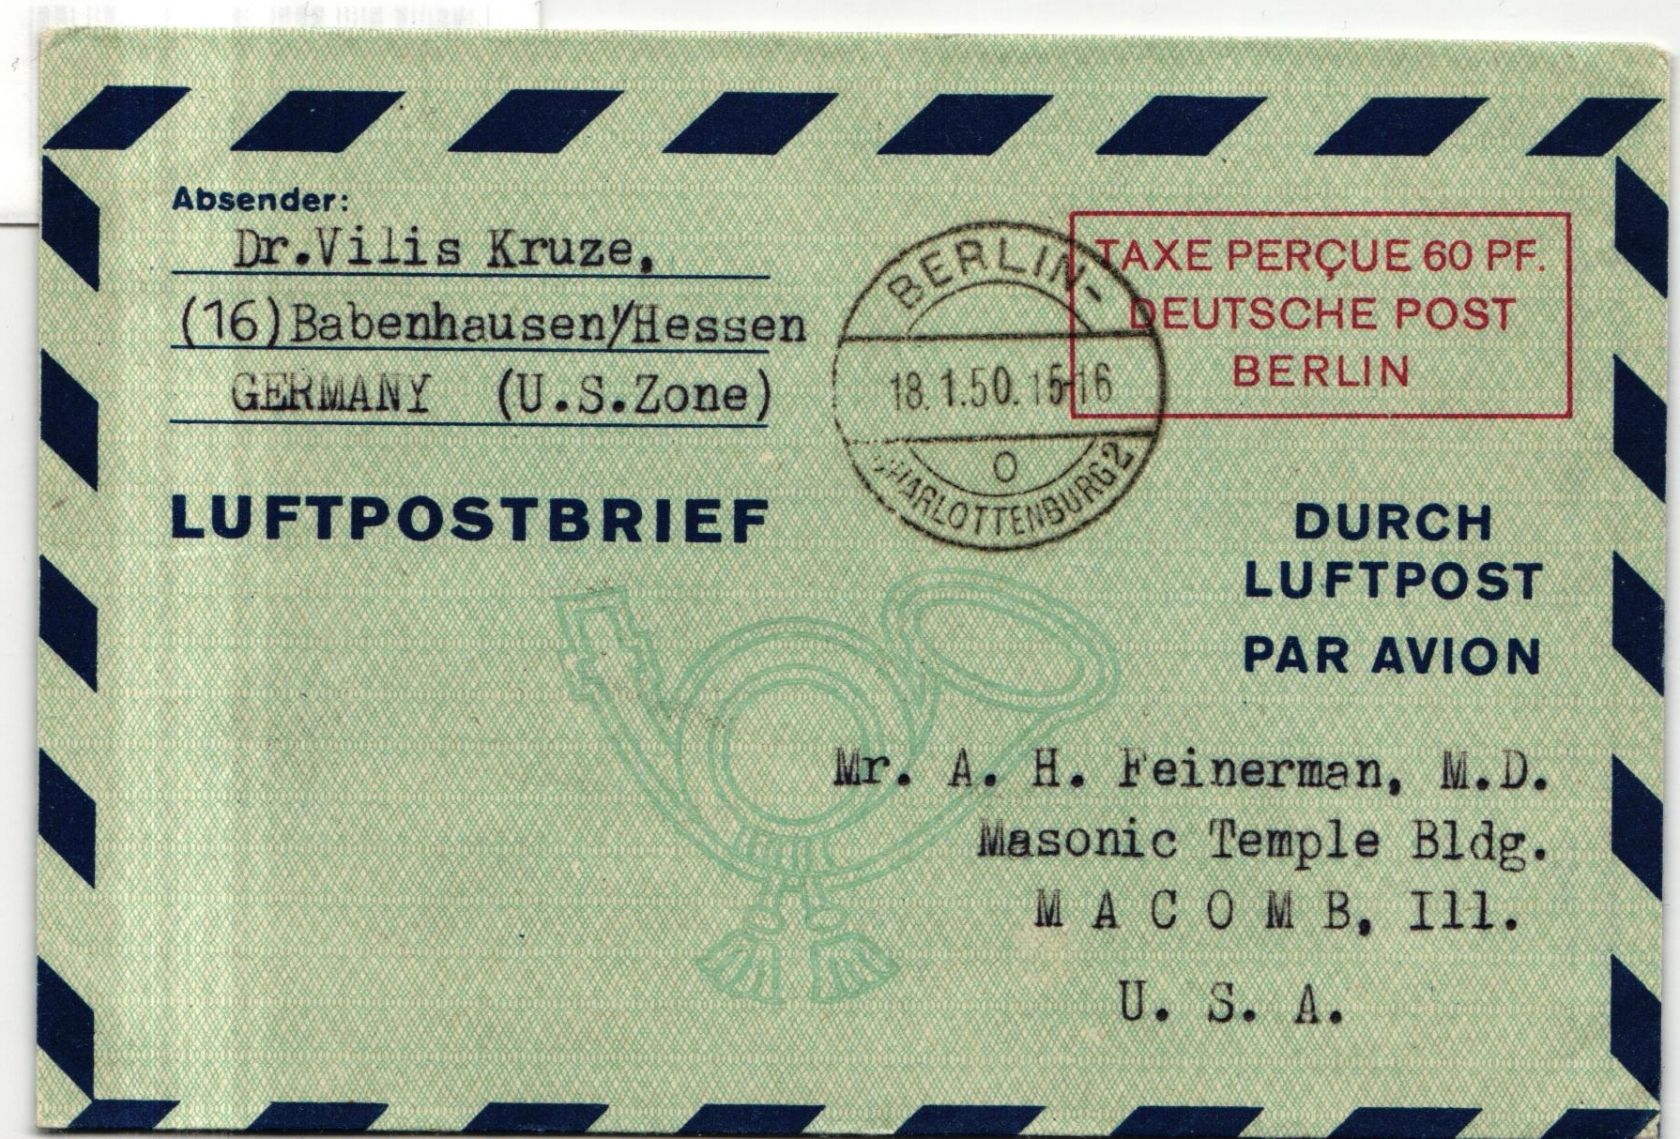 Absender:
Dr.Vilis Kruze,
(16)Babenhausen/Hessen
GERMANY (U.S.Zone)
BERLIN-
18.1.50.15-16
o
CHARLOTTENBURG 2
TAXE PERÇUE 60 PF.
DEUTSCHE POST
BERLIN
LUFTPOSTBRIEF
DURCH
LUFTPOST
PAR AVION
Mr. A. H. Feinerman, M.D.
Masonic Temple Bldg.
M A C O M B, Ill.
U. S. A.